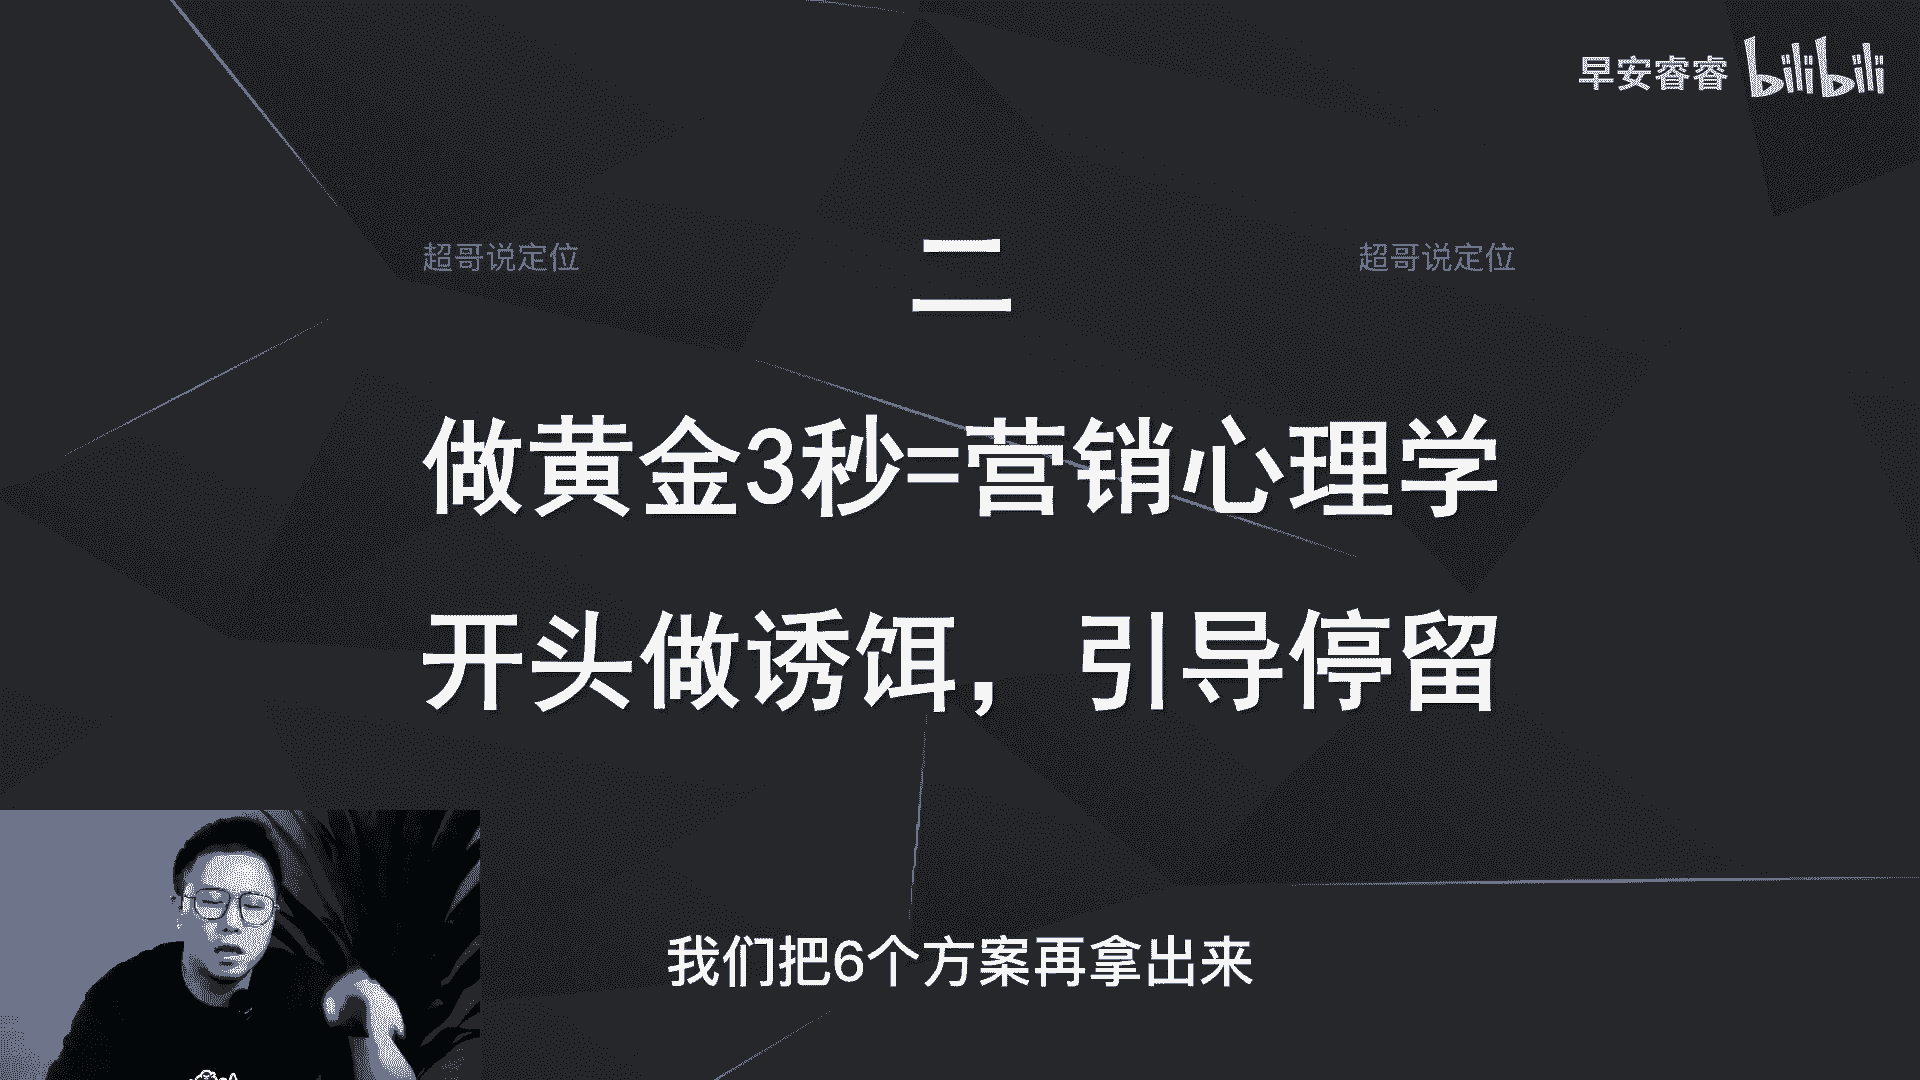 早安睿睿 bilibili
超哥说定位
二
超哥说定位
做黄金3秒=营销心理学
开头做诱饵，引导停留
我们把6个方案再拿出来